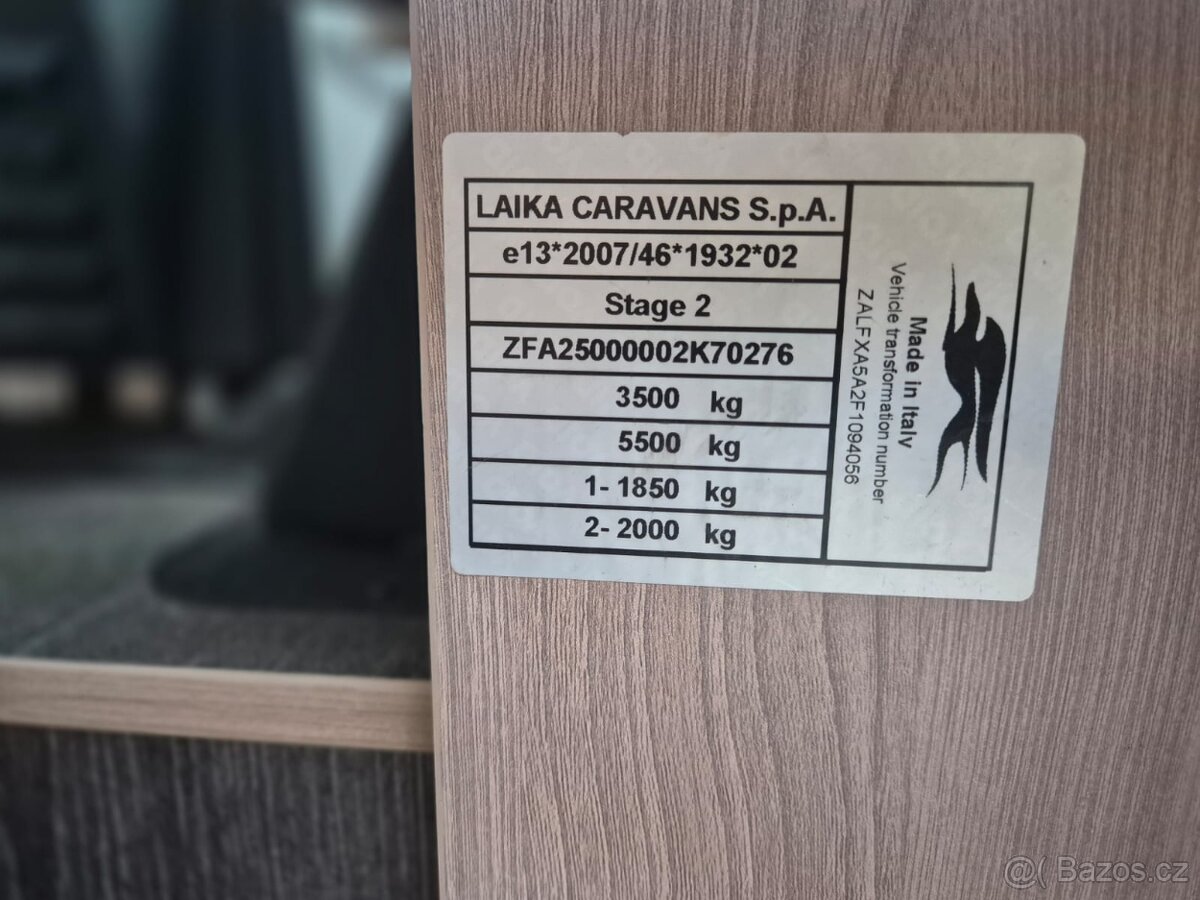 LAIKA CARAVANS S.p.A.
e13*2007/46*1932*02
Stage 2
ZFA25000002K70276
3500 kg
5500 kg
1- 1850 kg
2- 2000 kg
Made in Italy
Vehicle transformation number
ZALFXA5A2F1094056
@( Bazos.cz